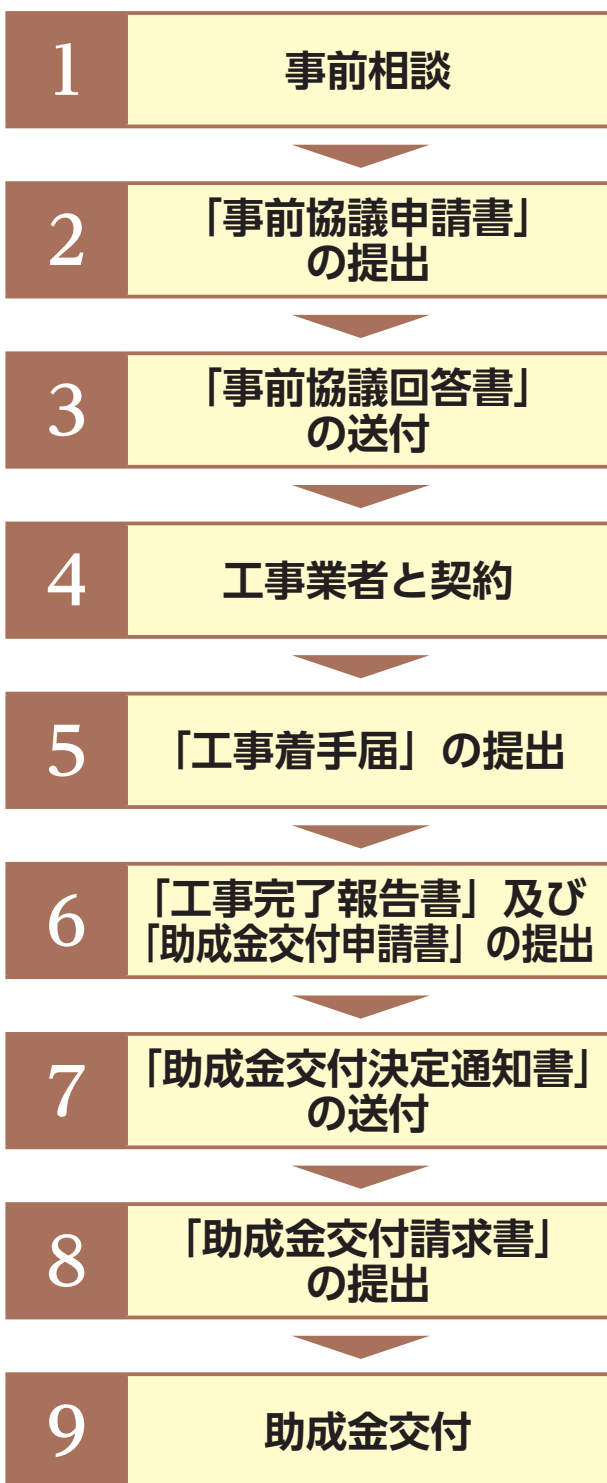 1
事前相談
2
「事前協議申請書」
の提出
3
「事前協議回答書」
の送付
4
工事業者と契約
5
「工事着手届」の提出
6
「工事完了報告書」及び
「助成金交付申請書」の提出
7
「助成金交付決定通知書」
の送付
8
「助成金交付請求書」
の提出
9
助成金交付